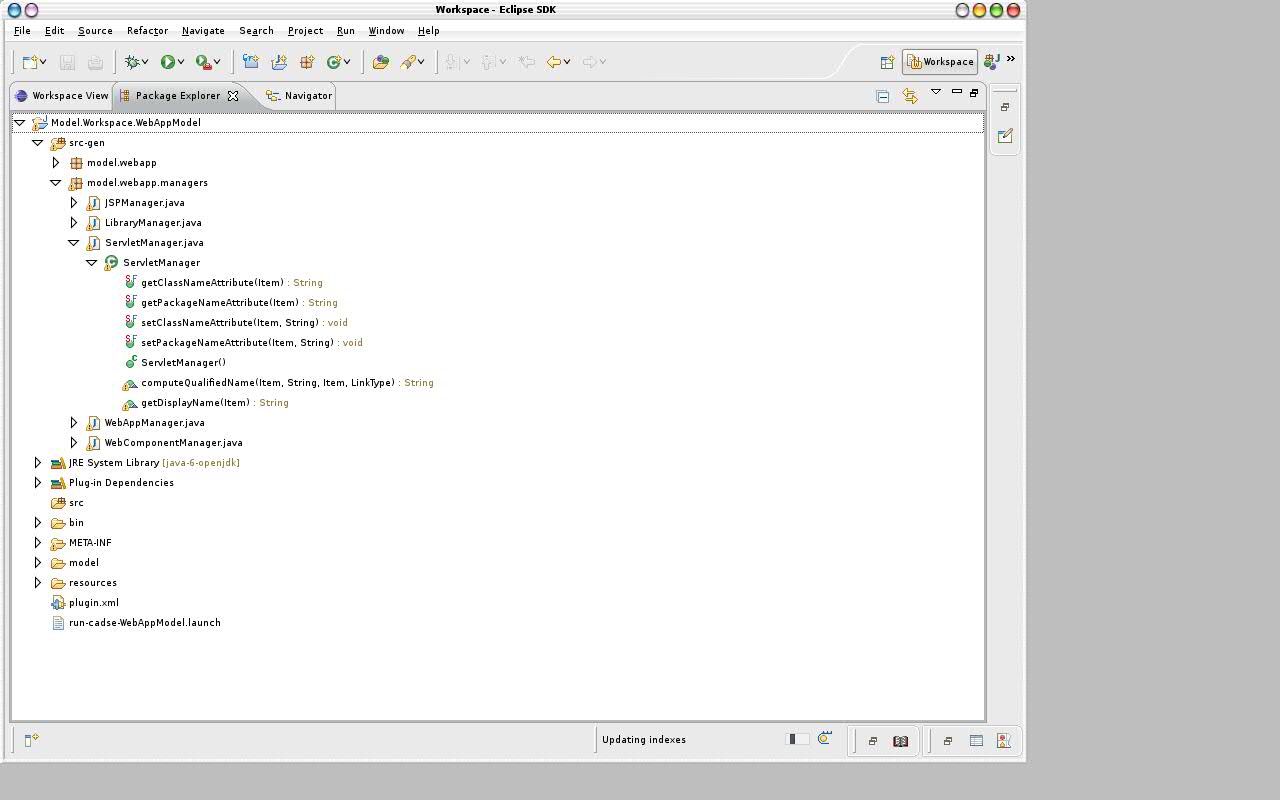 Workspace - Eclipse SDK
File Edit Source Refactor Navigate Search Project Run Window Help
Workspace
Workspace View Package Explorer Navigator
Model.Workspace.WebAppModel
src-gen
model.webapp
model.webapp.managers
JSPManager.java
LibraryManager.java
ServletManager.java
ServletManager
getClassNameAttribute(Item) : String
getPackageNameAttribute(Item) : String
setClassNameAttribute(Item, String) : void
setPackageNameAttribute(Item, String) : void
ServletManager()
computeQualifiedName(Item, String, Item, LinkType) : String
getDisplayName(Item) : String
WebAppManager.java
WebComponentManager.java
JRE System Library [java-6-openjdk]
Plug-in Dependencies
src
bin
META-INF
model
resources
plugin.xml
run-cadse-WebAppModel.launch
Updating indexes